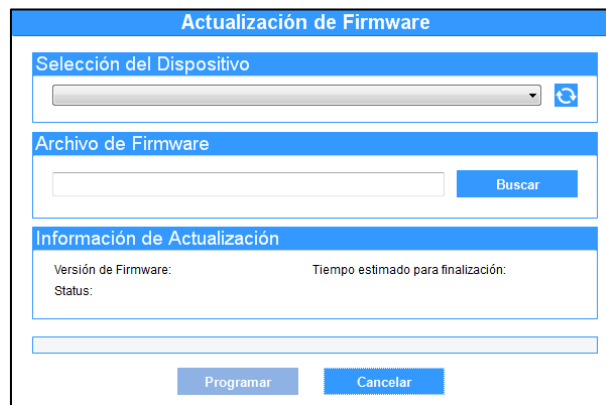 Actualización de Firmware
Selección del Dispositivo
Archivo de Firmware
Buscar
Información de Actualización
Versión de Firmware: Tiempo estimado para finalización:
Status:
Programar Cancelar